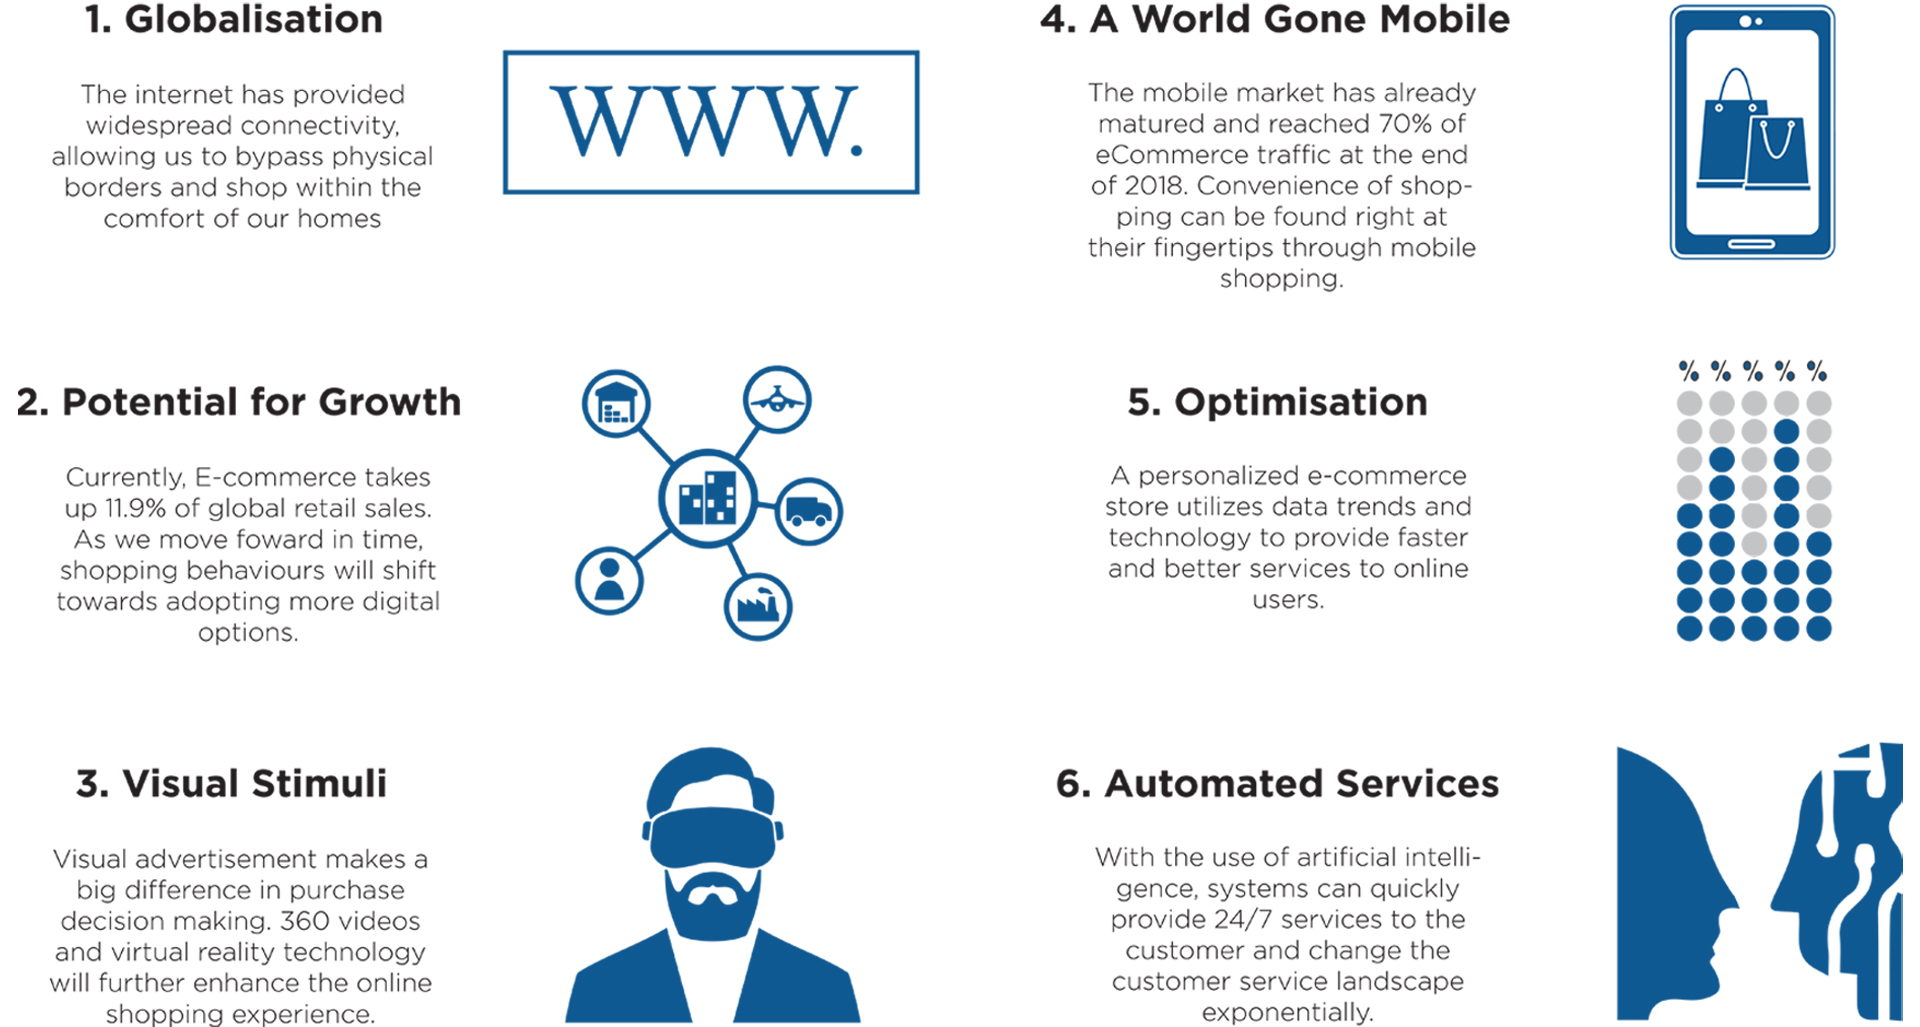 1. Globalisation
The internet has provided
widespread connectivity,
allowing us to bypass physical
borders and shop within the
comfort of our homes
WWW.
2. Potential for Growth
Currently, E-commerce takes
up 11.9% of global retail sales.
As we move foward in time,
shopping behaviours will shift
towards adopting more digital
options.
3. Visual Stimuli
Visual advertisement makes a
big difference in purchase
decision making. 360 videos
and virtual reality technology
will further enhance the online
shopping experience.
4. A World Gone Mobile
The mobile market has already
matured and reached 70% of
eCommerce traffic at the end
of 2018. Convenience of shop-
ping can be found right at
their fingertips through mobile
shopping.
5. Optimisation
A personalized e-commerce
store utilizes data trends and
technology to provide faster
and better services to online
users.
% % % % %
6. Automated Services
With the use of artificial intelli-
gence, systems can quickly
provide 24/7 services to the
customer and change the
customer service landscape
exponentially.